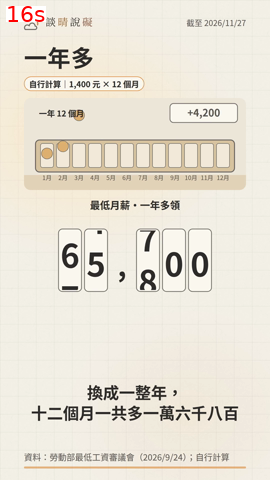 16s
談晴說礙
截至 2026/11/27
一年多
自行計算｜1,400 元 × 12 個月
一年 12 個月
+4,200
1月 2月 3月 4月 5月 6月 7月 8月 9月 10月 11月 12月
最低月薪・一年多領
換成一整年，
十二個月一共多一萬六千八百
資料：勞動部最低工資審議會（2026/9/24）；自行計算